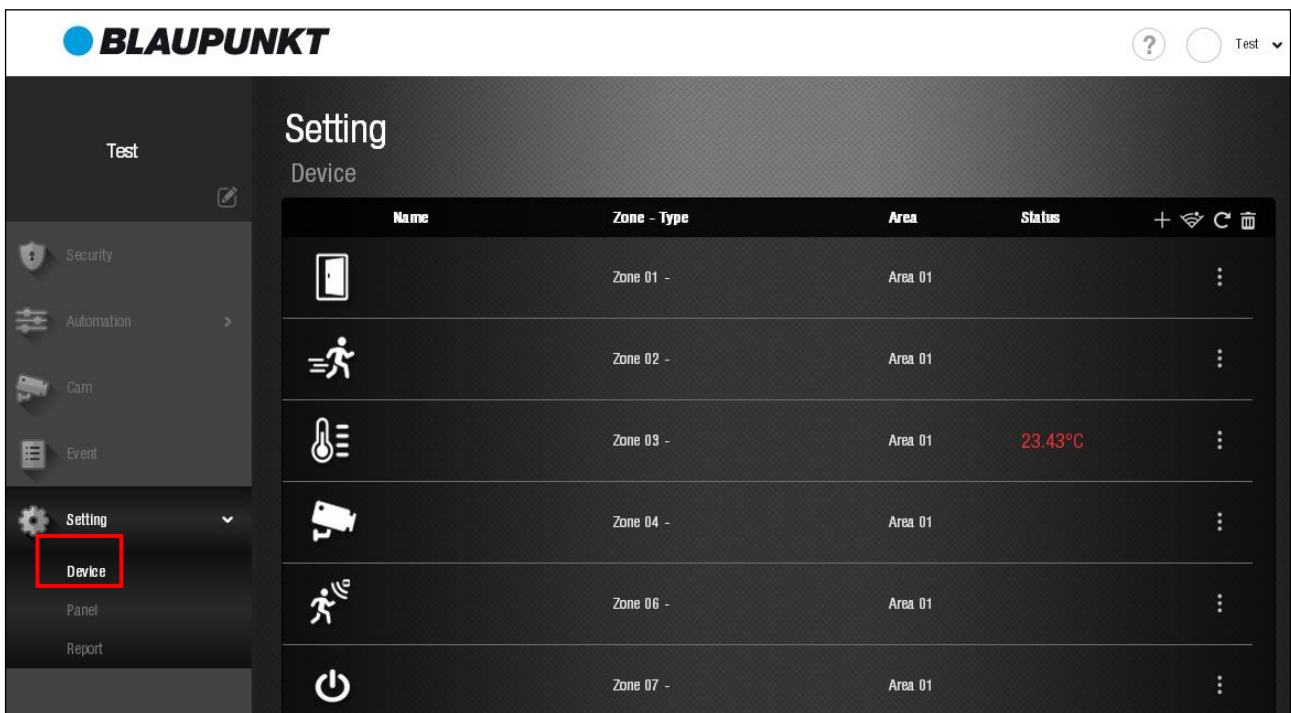 BLAUPUNKT
? Test
Test
Security
Automation
Cam
Event
Setting
Device
Panel
Report
Setting
Device
Name Zone - Type Area Status
Zone 01 - Area 01
Zone 02 - Area 01
Zone 03 - Area 01 23.43°C
Zone 04 - Area 01
Zone 06 - Area 01
Zone 07 - Area 01